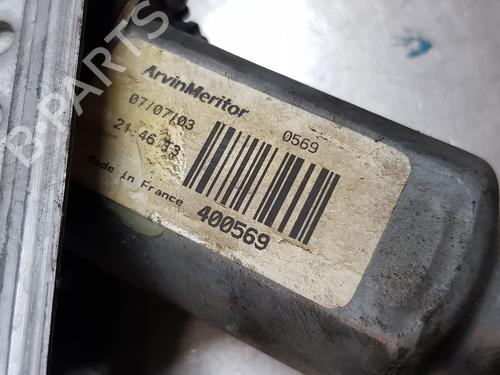 B-PARTS
ArvinMeritor
07/07/03
0569
21.46.33
Made in France
400569